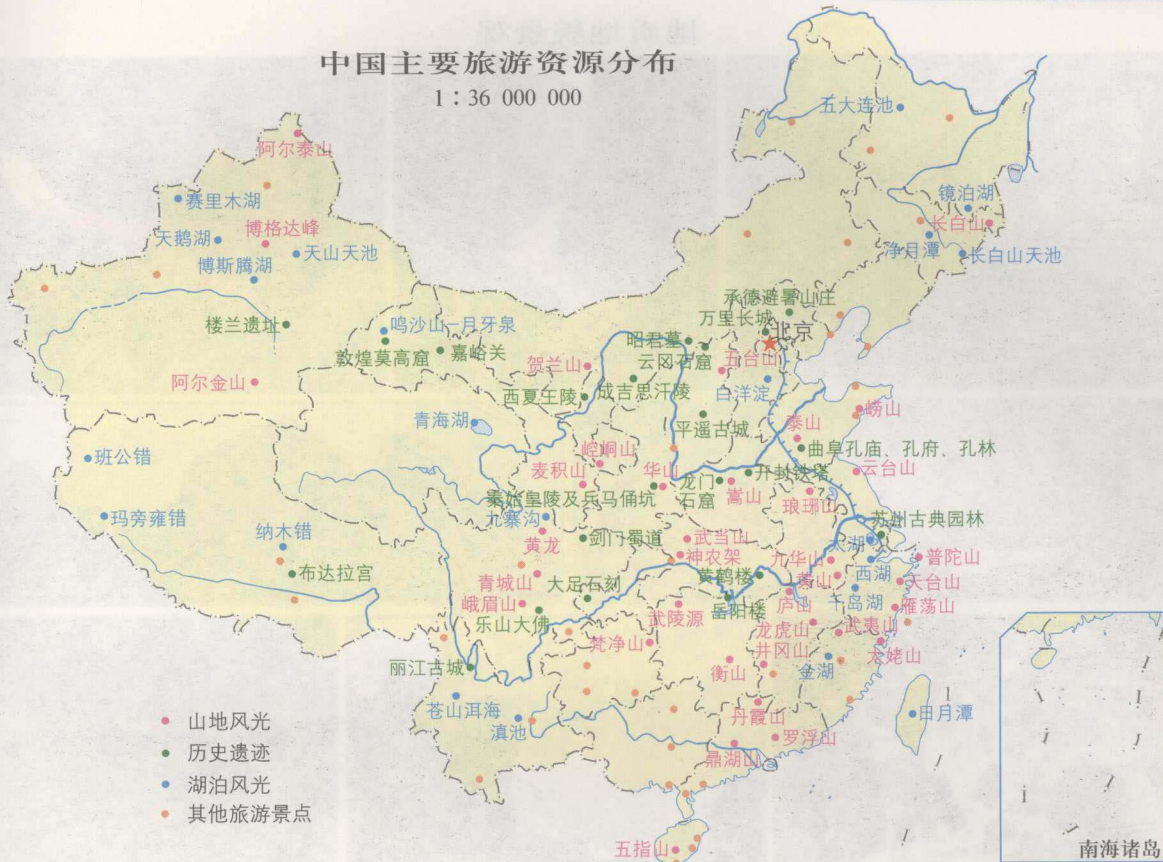 中国主要旅游资源分布
1：36 000 000
五大连池
阿尔泰山
赛里木湖
镜泊湖
长白山
天鹅湖
博格达峰
天山天池
净月潭
长白山天池
博斯腾湖
承德避暑山庄
万里长城
北京
楼兰遗址
鸣沙山—月牙泉
敦煌莫高窟
嘉峪关
昭君墓
云冈石窟
五台山
贺兰山
阿尔金山
西夏王陵
成吉思汗陵
白洋淀
青海湖
平遥古城
崂山
泰山
曲阜孔庙、孔府、孔林
班公错
崆峒山
麦积山
华山
龙门
石窟
嵩山
开封铁塔
云台山
秦始皇陵及兵马俑坑
琅琊山
玛旁雍错
九寨沟
苏州古典园林
纳木错
黄龙
剑门蜀道
武当山
神农架
九华山
太湖
普陀山
布达拉宫
青城山
大足石刻
黄鹤楼
黄山
西湖
天台山
峨眉山
乐山大佛
武陵源
岳阳楼
庐山
千岛湖
雁荡山
龙虎山
武夷山
梵净山
井冈山
太姥山
丽江古城
衡山
金湖
苍山洱海
滇池
丹霞山
日月潭
罗浮山
鼎湖山
五指山
山地风光
历史遗迹
湖泊风光
其他旅游景点
南海诸岛